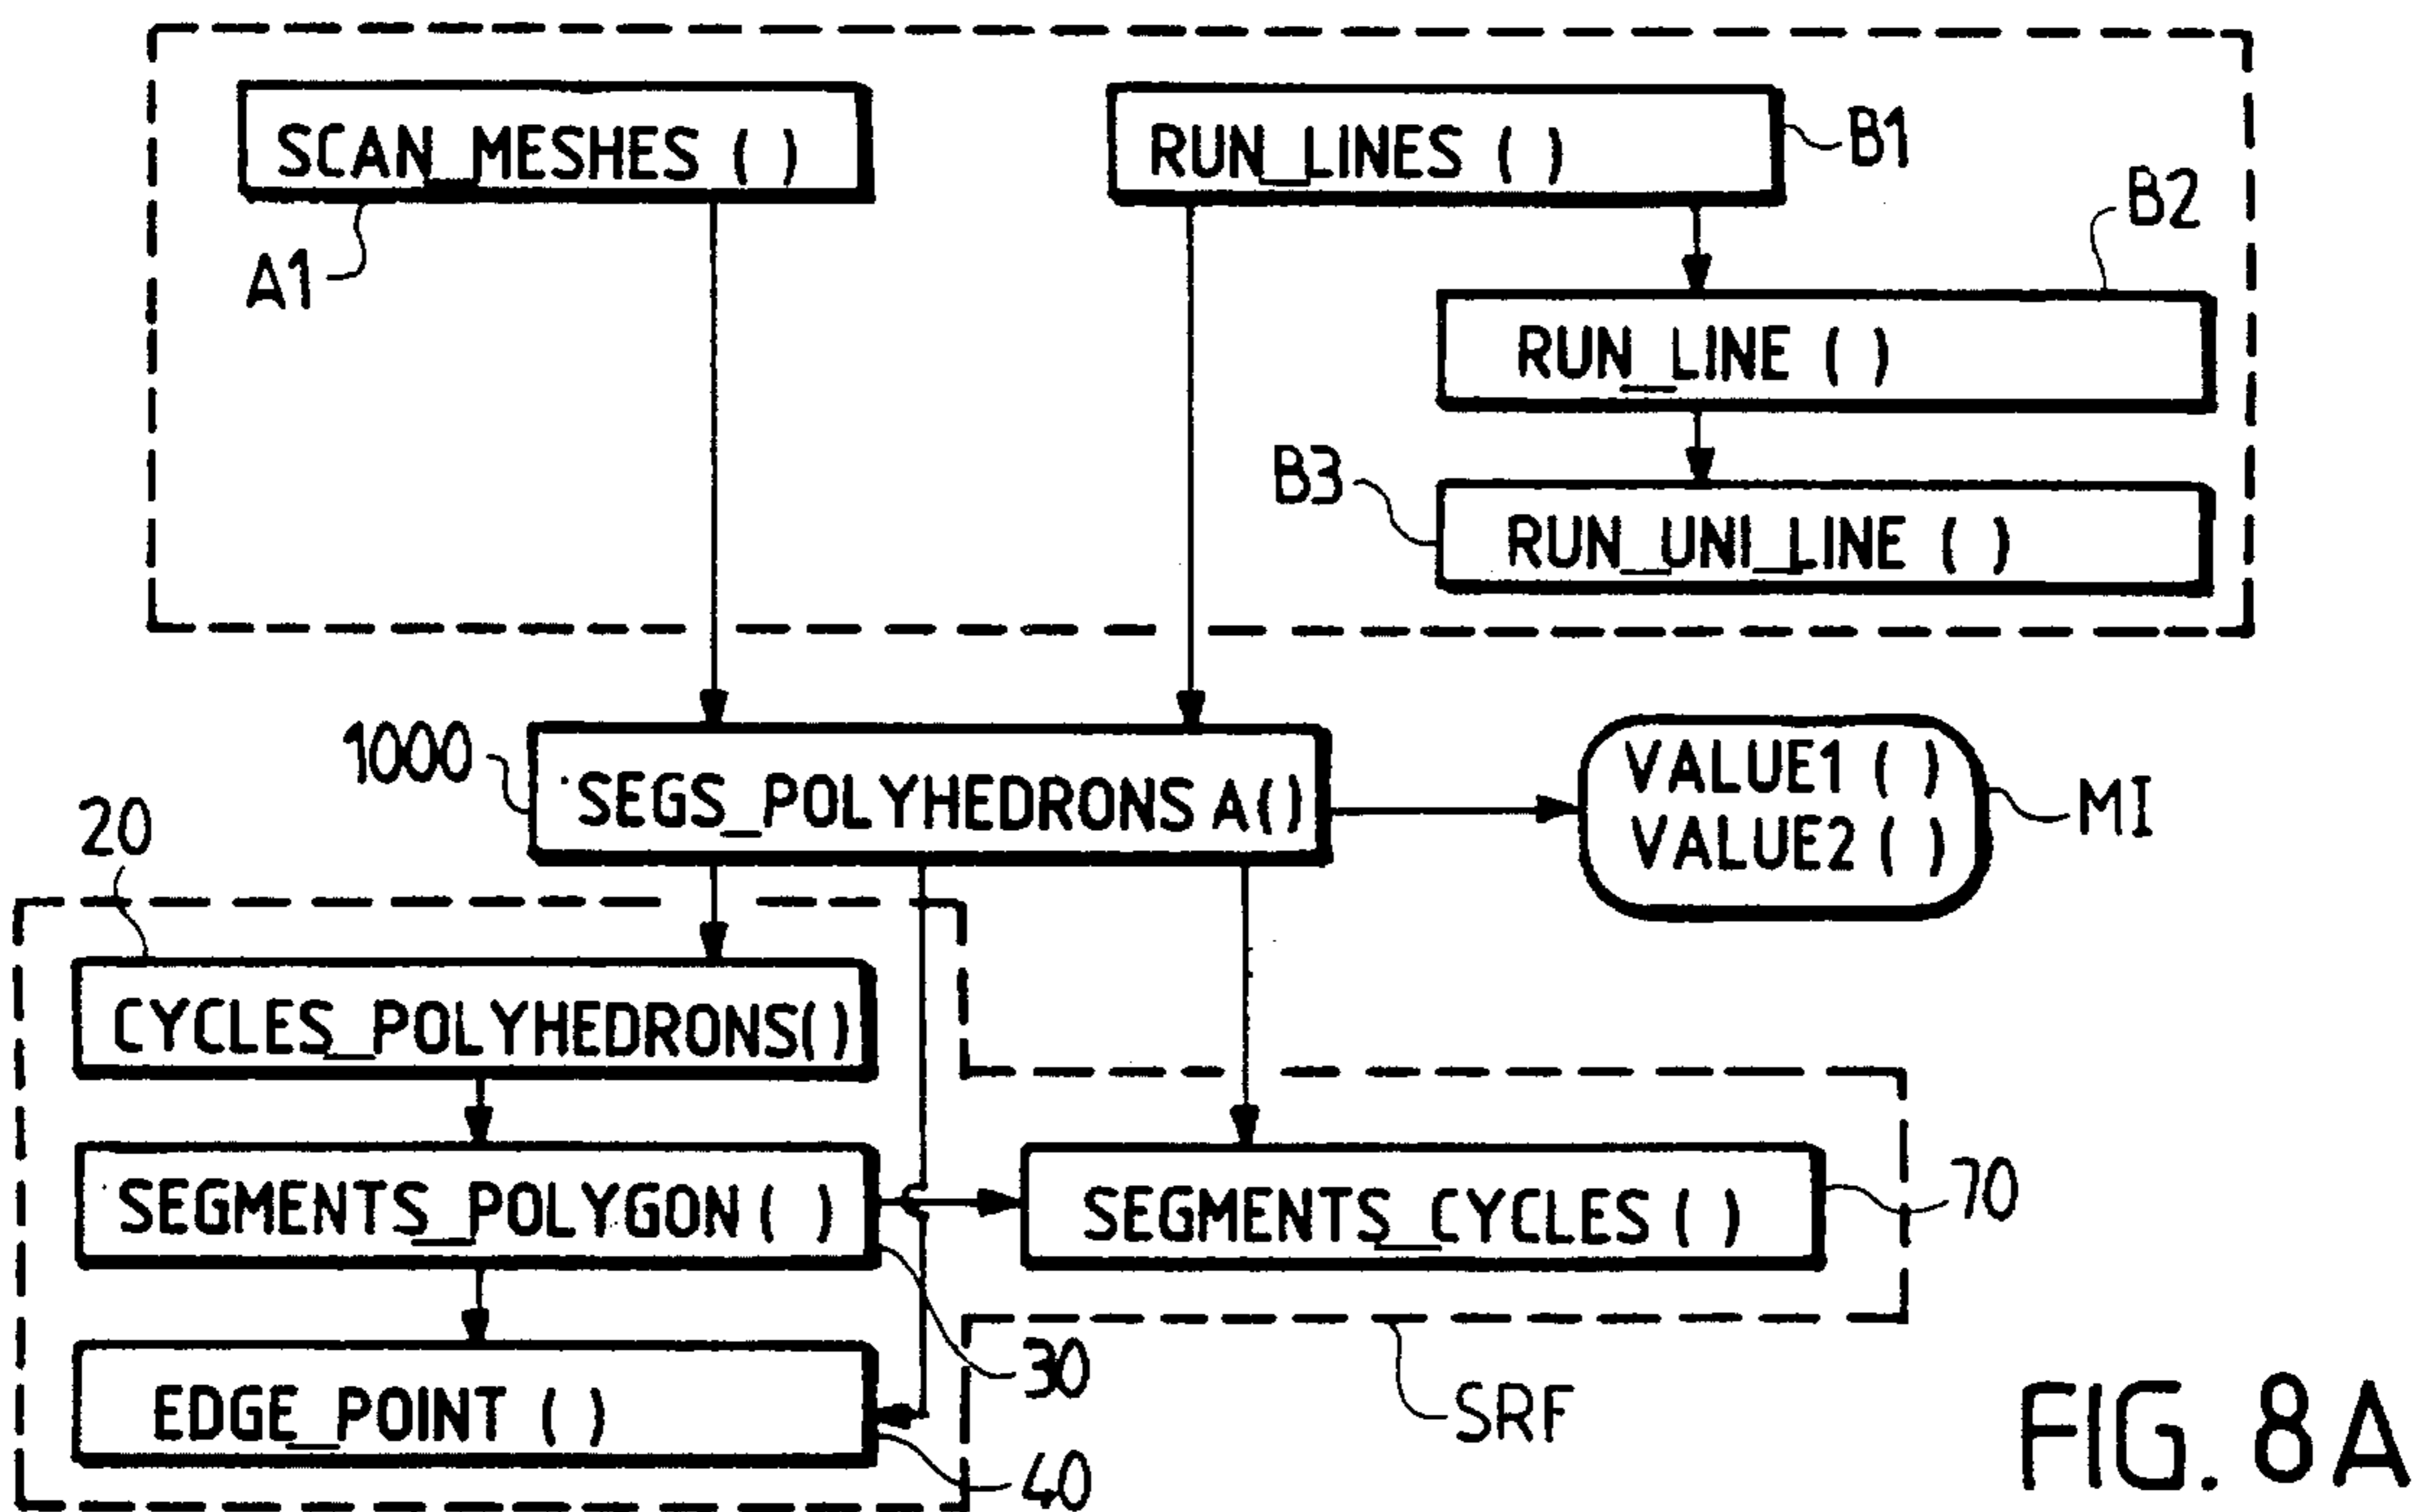 SCAN_MESHES ( )
RUN_LINES ( )
B1
A1
B2
RUN_LINE ( )
B3
RUN_UNI_LINE ( )
1000
SEGS_POLYHEDRONS A()
VALUE1 ( )
VALUE2 ( )
MI
20
CYCLES_POLYHEDRONS()
SEGMENTS_POLYGON ( )
SEGMENTS_CYCLES ( )
70
30
EDGE_POINT ( )
SRF
40
FIG. 8A